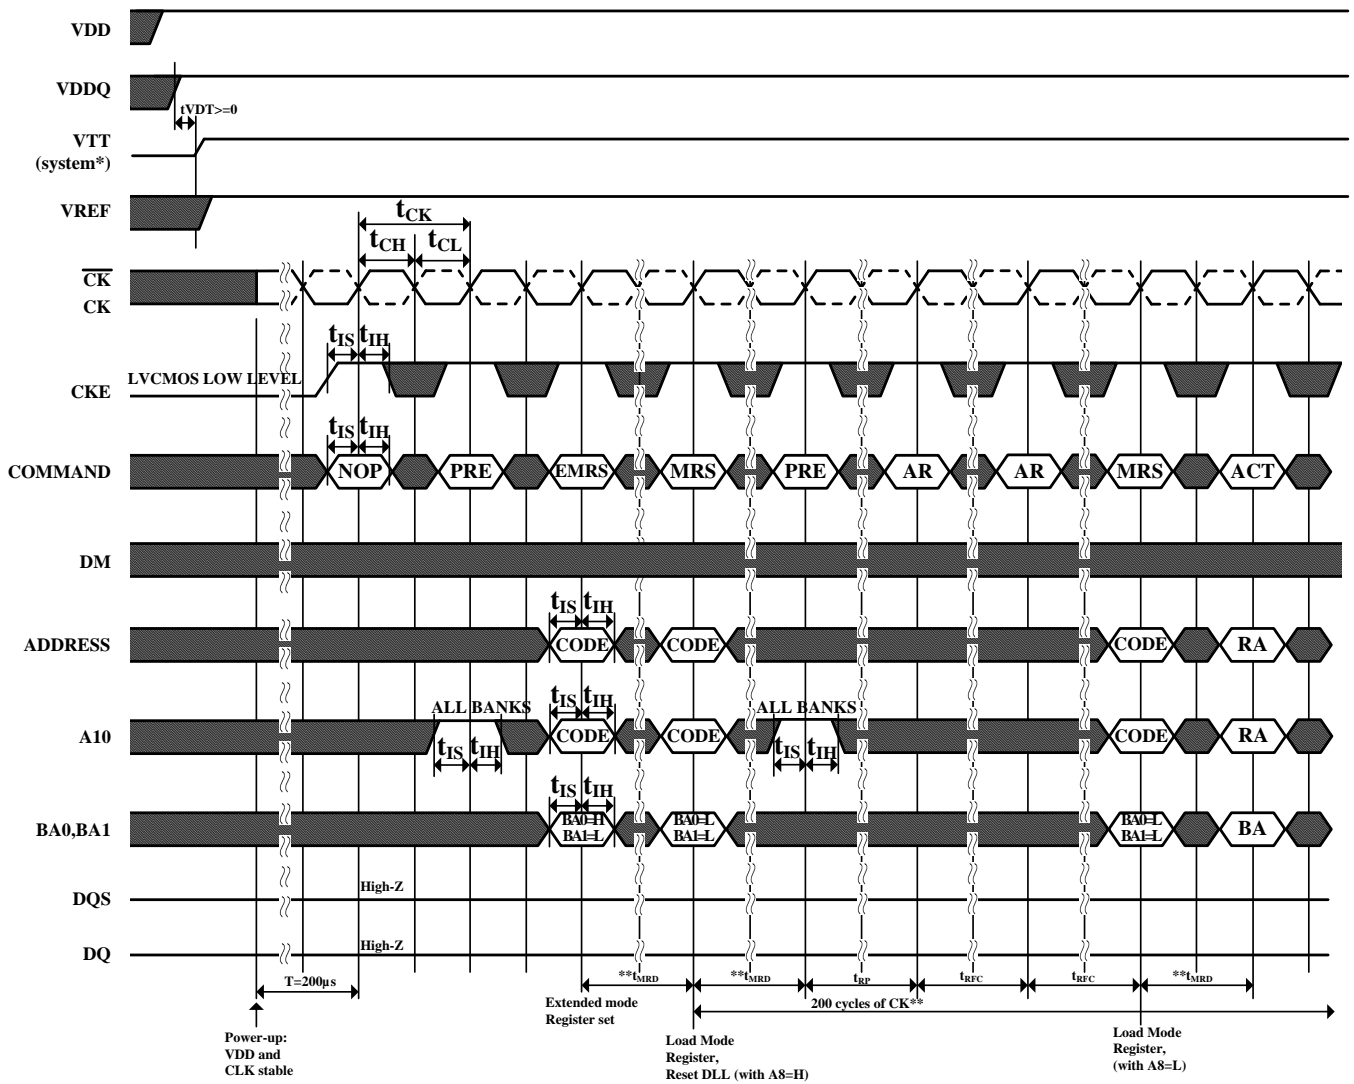 VDD
VDDQ
tVDT>=0
VTT
(system*)
VREF
tCK
tCH tCL
CK
CK
tIS tIH
LVCMOS LOW LEVEL
CKE
tIS tIH
COMMAND NOP PRE EMRS MRS PRE AR AR MRS ACT
DM
tIS tIH
ADDRESS CODE CODE CODE RA
ALL BANKS tIS tIH ALL BANKS
A10 CODE CODE CODE RA
tIS tIH tIS tIH
tIS tIH
BA0,BA1 BA0=H BA1=L BA0=L BA1=L BA0=L BA1=L BA
High-Z
DQS
High-Z
DQ
T=200µs **tMRD **tMRD tRP tRFC tRFC **tMRD
200 cycles of CK**
Extended mode
Register set
Power-up:
VDD and
CLK stable
Load Mode
Register,
Reset DLL (with A8=H)
Load Mode
Register,
(with A8=L)